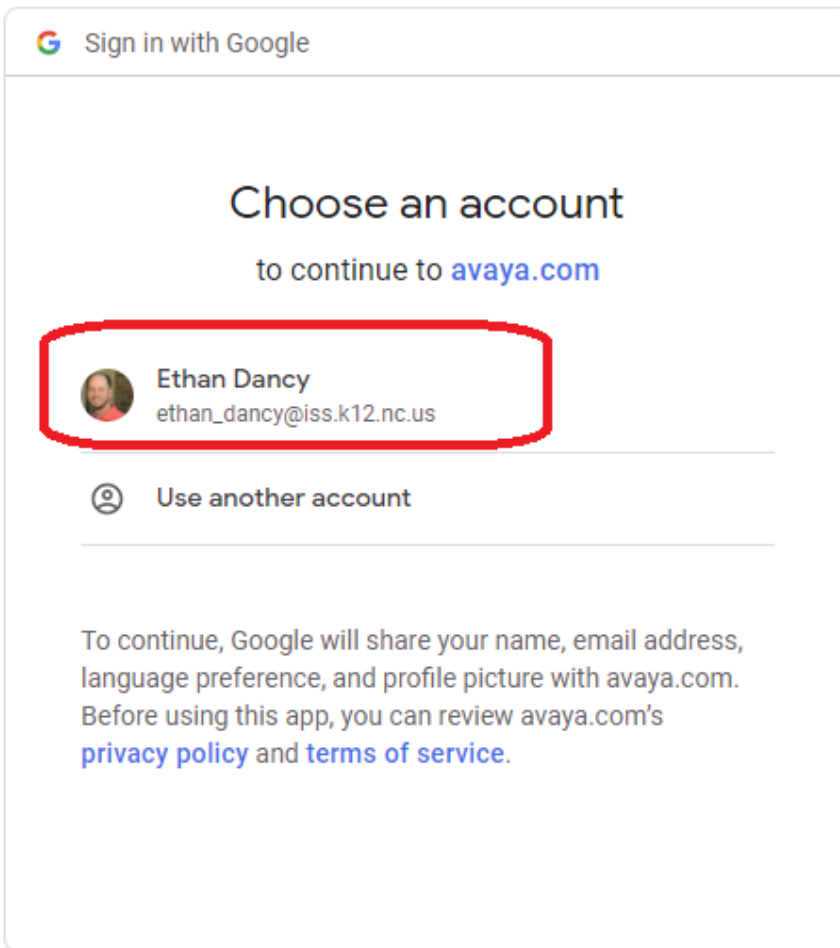 Sign in with Google
Choose an account
to continue to avaya.com
Ethan Dancy
ethan_dancy@iss.k12.nc.us
Use another account
To continue, Google will share your name, email address,
language preference, and profile picture with avaya.com.
Before using this app, you can review avaya.com’s
privacy policy and terms of service.